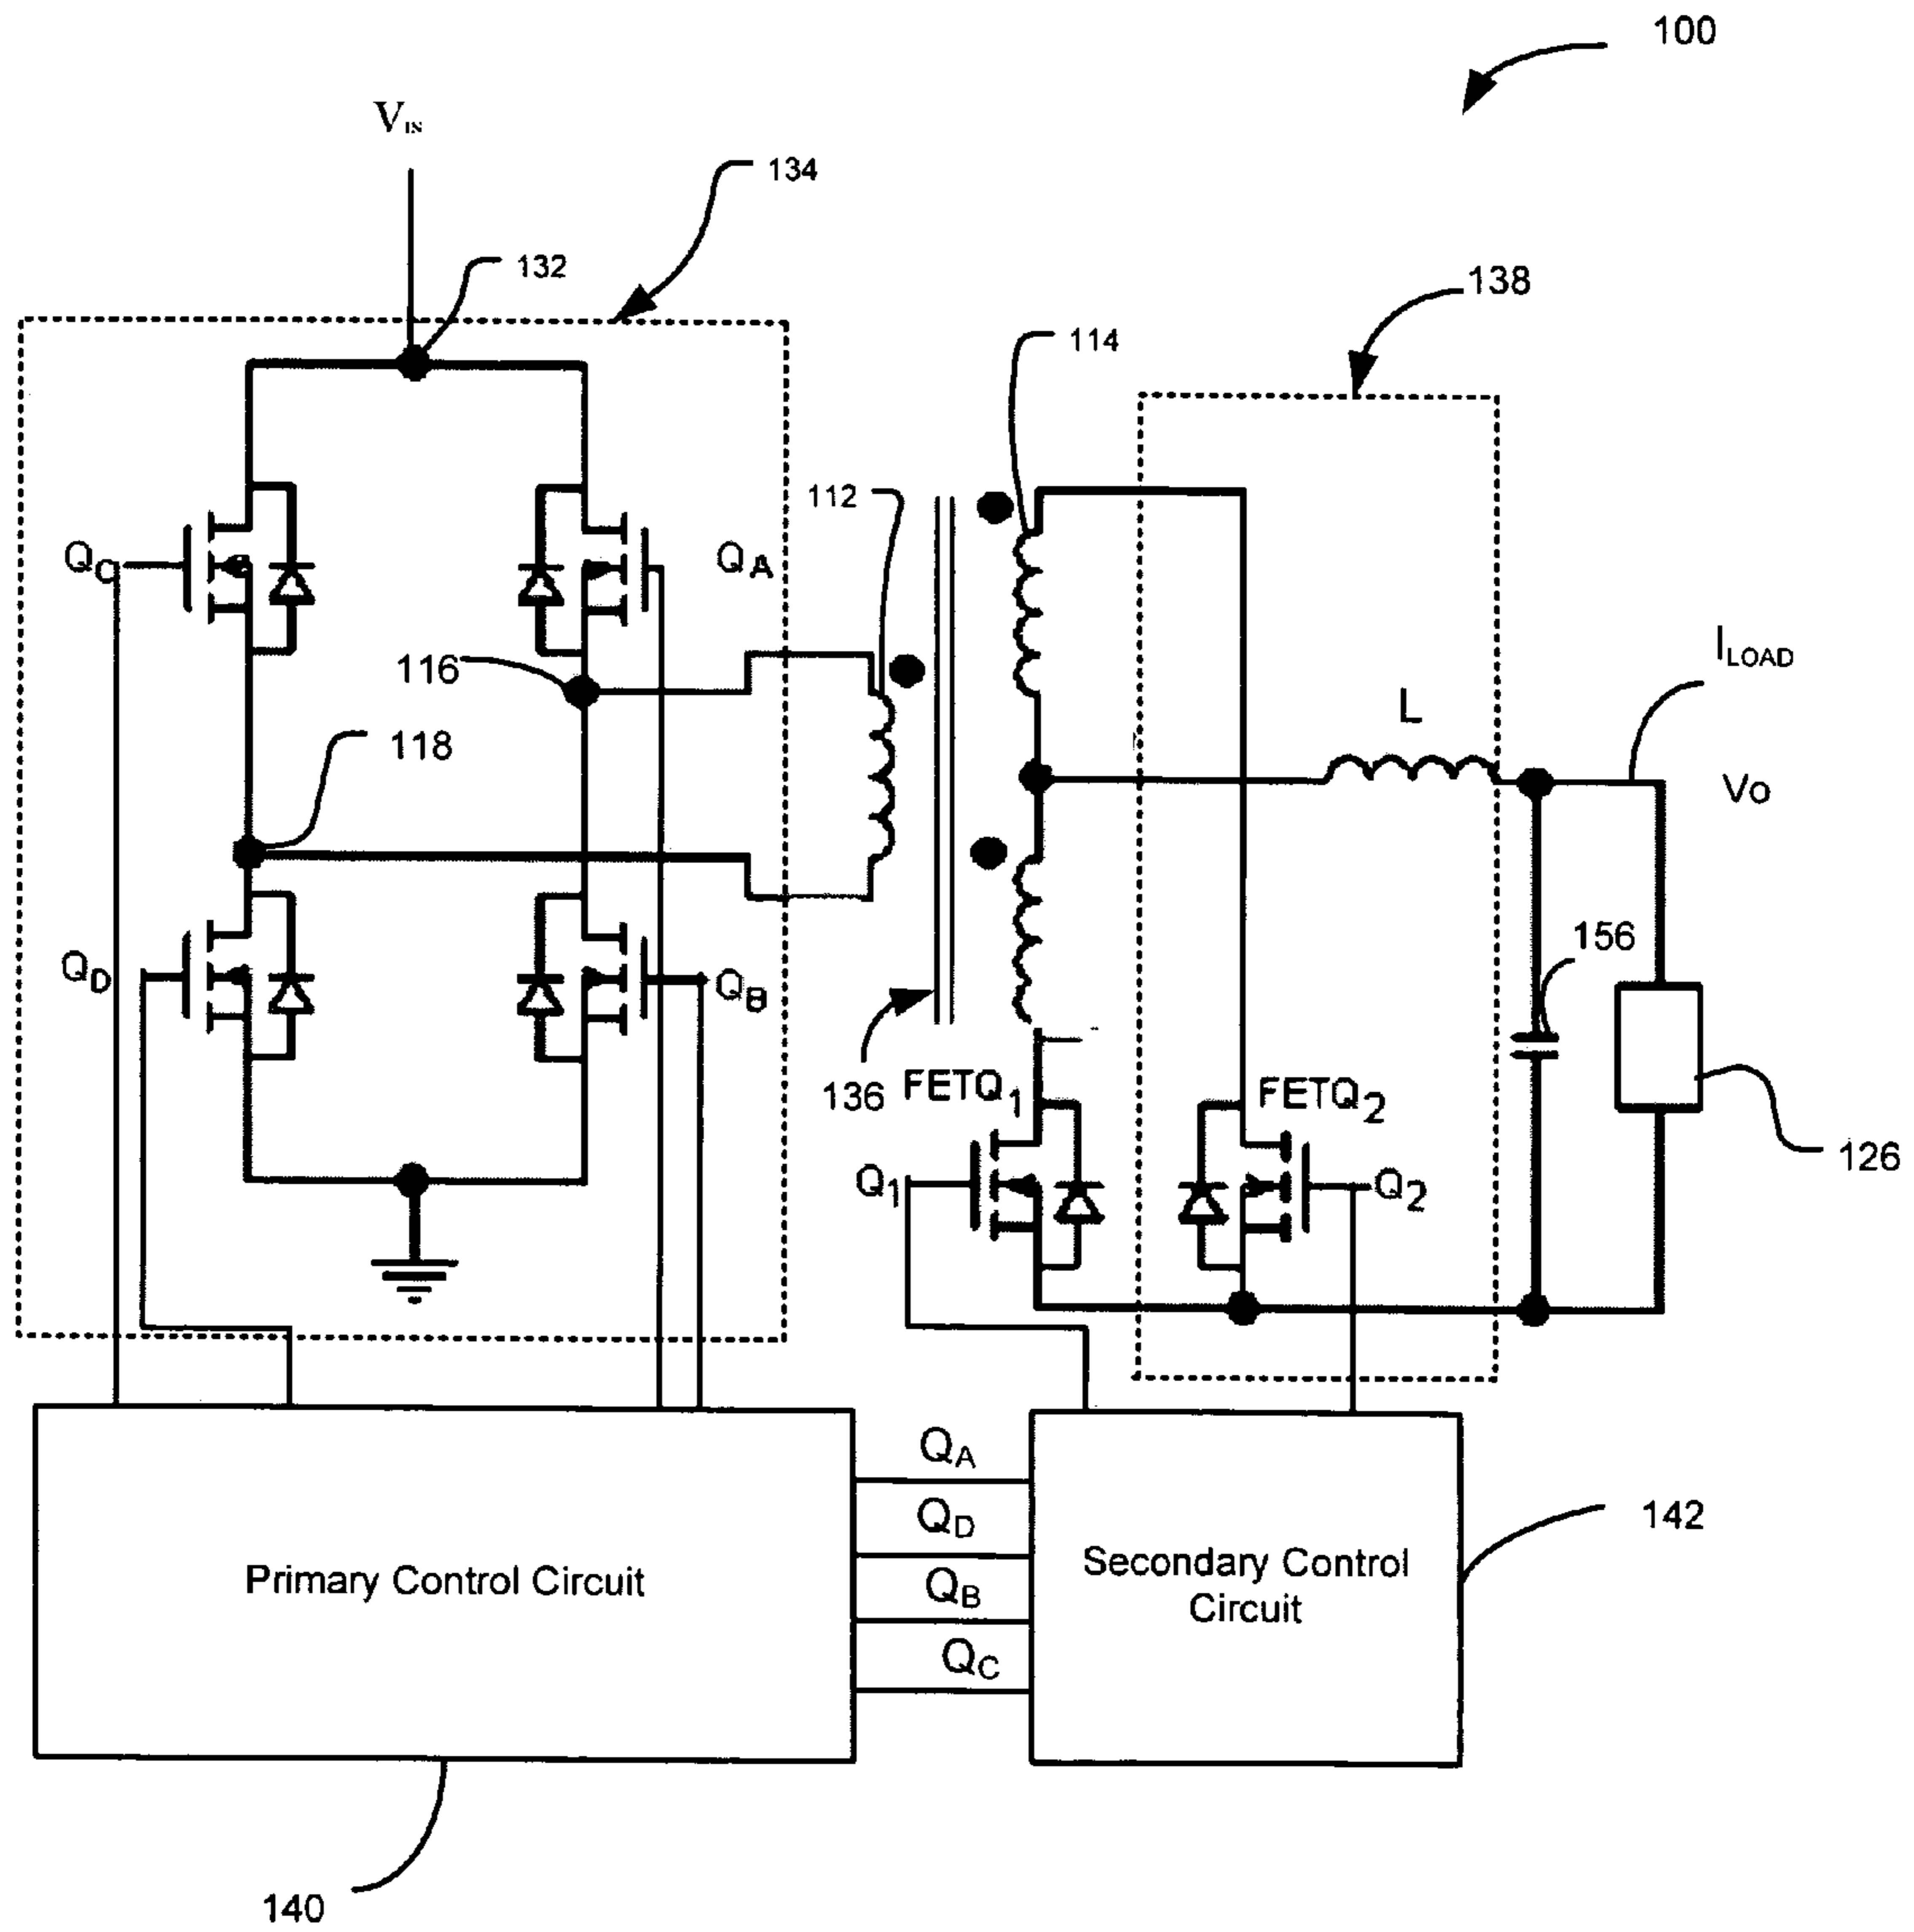 100
VIN
134
132
138
114
112
QC
QA
116
ILOAD
L
118
Vo
156
QD
QB
136
FETQ1
FETQ2
126
Q1
Q2
QA
QD
142
Primary Control Circuit
Secondary Control
Circuit
QB
QC
140